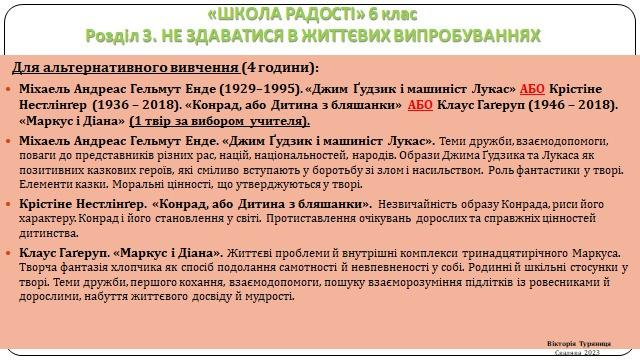 «ШКОЛА РАДОСТІ» 6 клас
Розділ 3. НЕ ЗДАВАТИСЯ В ЖИТТЄВИХ ВИПРОБУВАННЯХ
Для альтернативного вивчення (4 години):
Міхаель Андреас Гельмут Енде (1929–1995). «Джим Ґудзик і машиніст Лукас» АБО Крістіне
Нестлінґер (1936 – 2018). «Конрад, або Дитина з бляшанки» АБО Клаус Гаґеруп (1946 – 2018).
«Маркус і Діана» (1 твір за вибором учителя).
Міхаель Андреас Гельмут Енде. «Джим Ґудзик і машиніст Лукас». Теми дружби, взаємодопомоги,
поваги до представників різних рас, націй, національностей, народів. Образи Джима Ґудзика та Лукаса як
позитивних казкових героїв, які сміливо вступають у боротьбу зі злом і насильством. Роль фантастики у творі.
Елементи казки. Моральні цінності, що утверджуються у творі.
Крістіне Нестлінґер. «Конрад, або Дитина з бляшанки». Незвичайність образу Конрада, риси його
характеру. Конрад і його становлення у світі. Протиставлення очікувань дорослих та справжніх цінностей
дитинства.
Клаус Гаґеруп. «Маркус і Діана». Життєві проблеми й внутрішні комплекси тринадцятирічного Маркуса.
Творча фантазія хлопчика як спосіб подолання самотності й невпевненості у собі. Родинні й шкільні стосунки у
творі. Теми дружби, першого кохання, взаємодопомоги, пошуку взаєморозуміння підлітків із ровесниками й
дорослими, набуття життєвого досвіду й мудрості.
Вікторія Туряниця
Свалява 2023